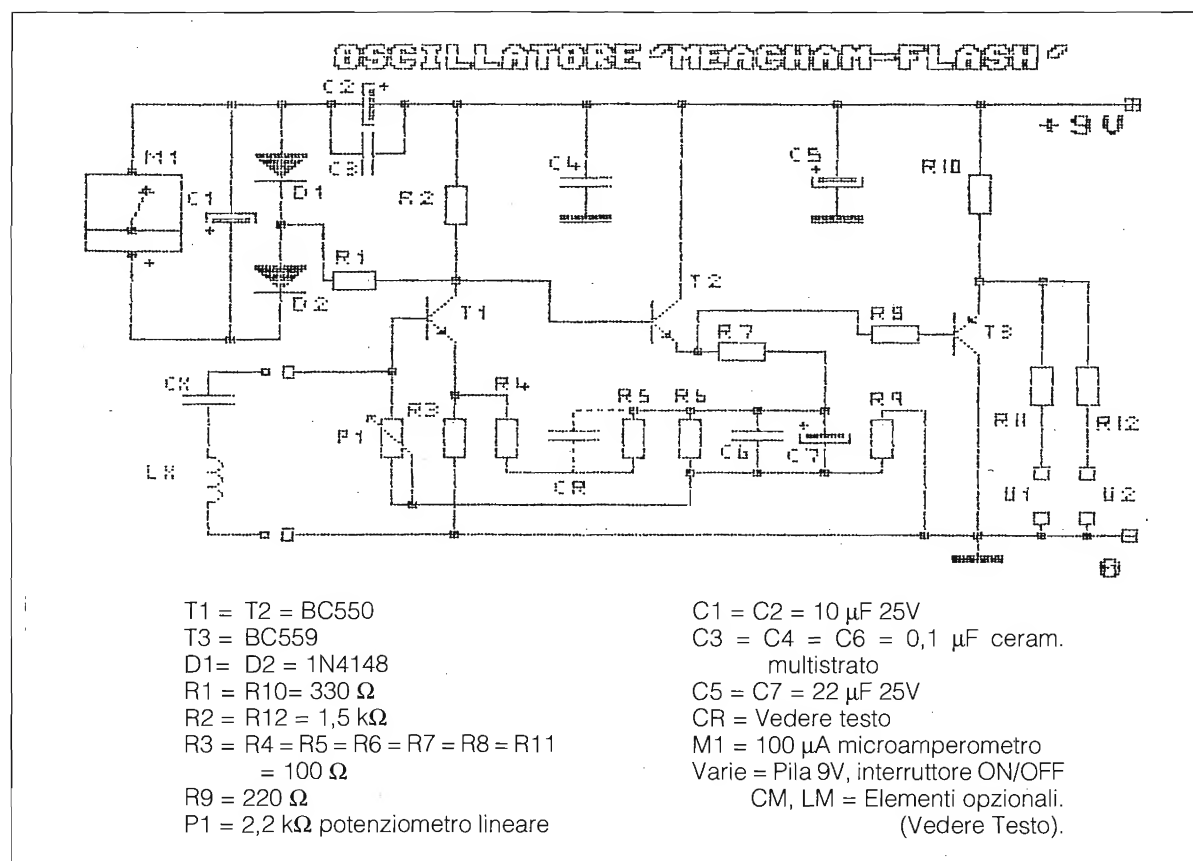 OSCILLATORE "MEACHAM-FLASH"
C2 +
+9V
M1
C3
C4
C5
+
R10
C1
D1
R2
+
R1
+
D2
T1
T2
R7
R8
T3
CX
R4
R5
R6
R9
P1
R3
+
R11
R12
LX
CR
C6
C7
U1
U2
0
T1 = T2 = BC550
T3 = BC559
D1= D2 = 1N4148
R1 = R10= 330 Ω
R2 = R12 = 1,5 kΩ
R3 = R4 = R5 = R6 = R7 = R8 = R11
= 100 Ω
R9 = 220 Ω
P1 = 2,2 kΩ potenziometro lineare
C1 = C2 = 10 µF 25V
C3 = C4 = C6 = 0,1 µF ceram.
multistrato
C5 = C7 = 22 µF 25V
CR = Vedere testo
M1 = 100 µA microamperometro
Varie = Pila 9V, interruttore ON/OFF
CM, LM = Elementi opzionali.
(Vedere Testo).